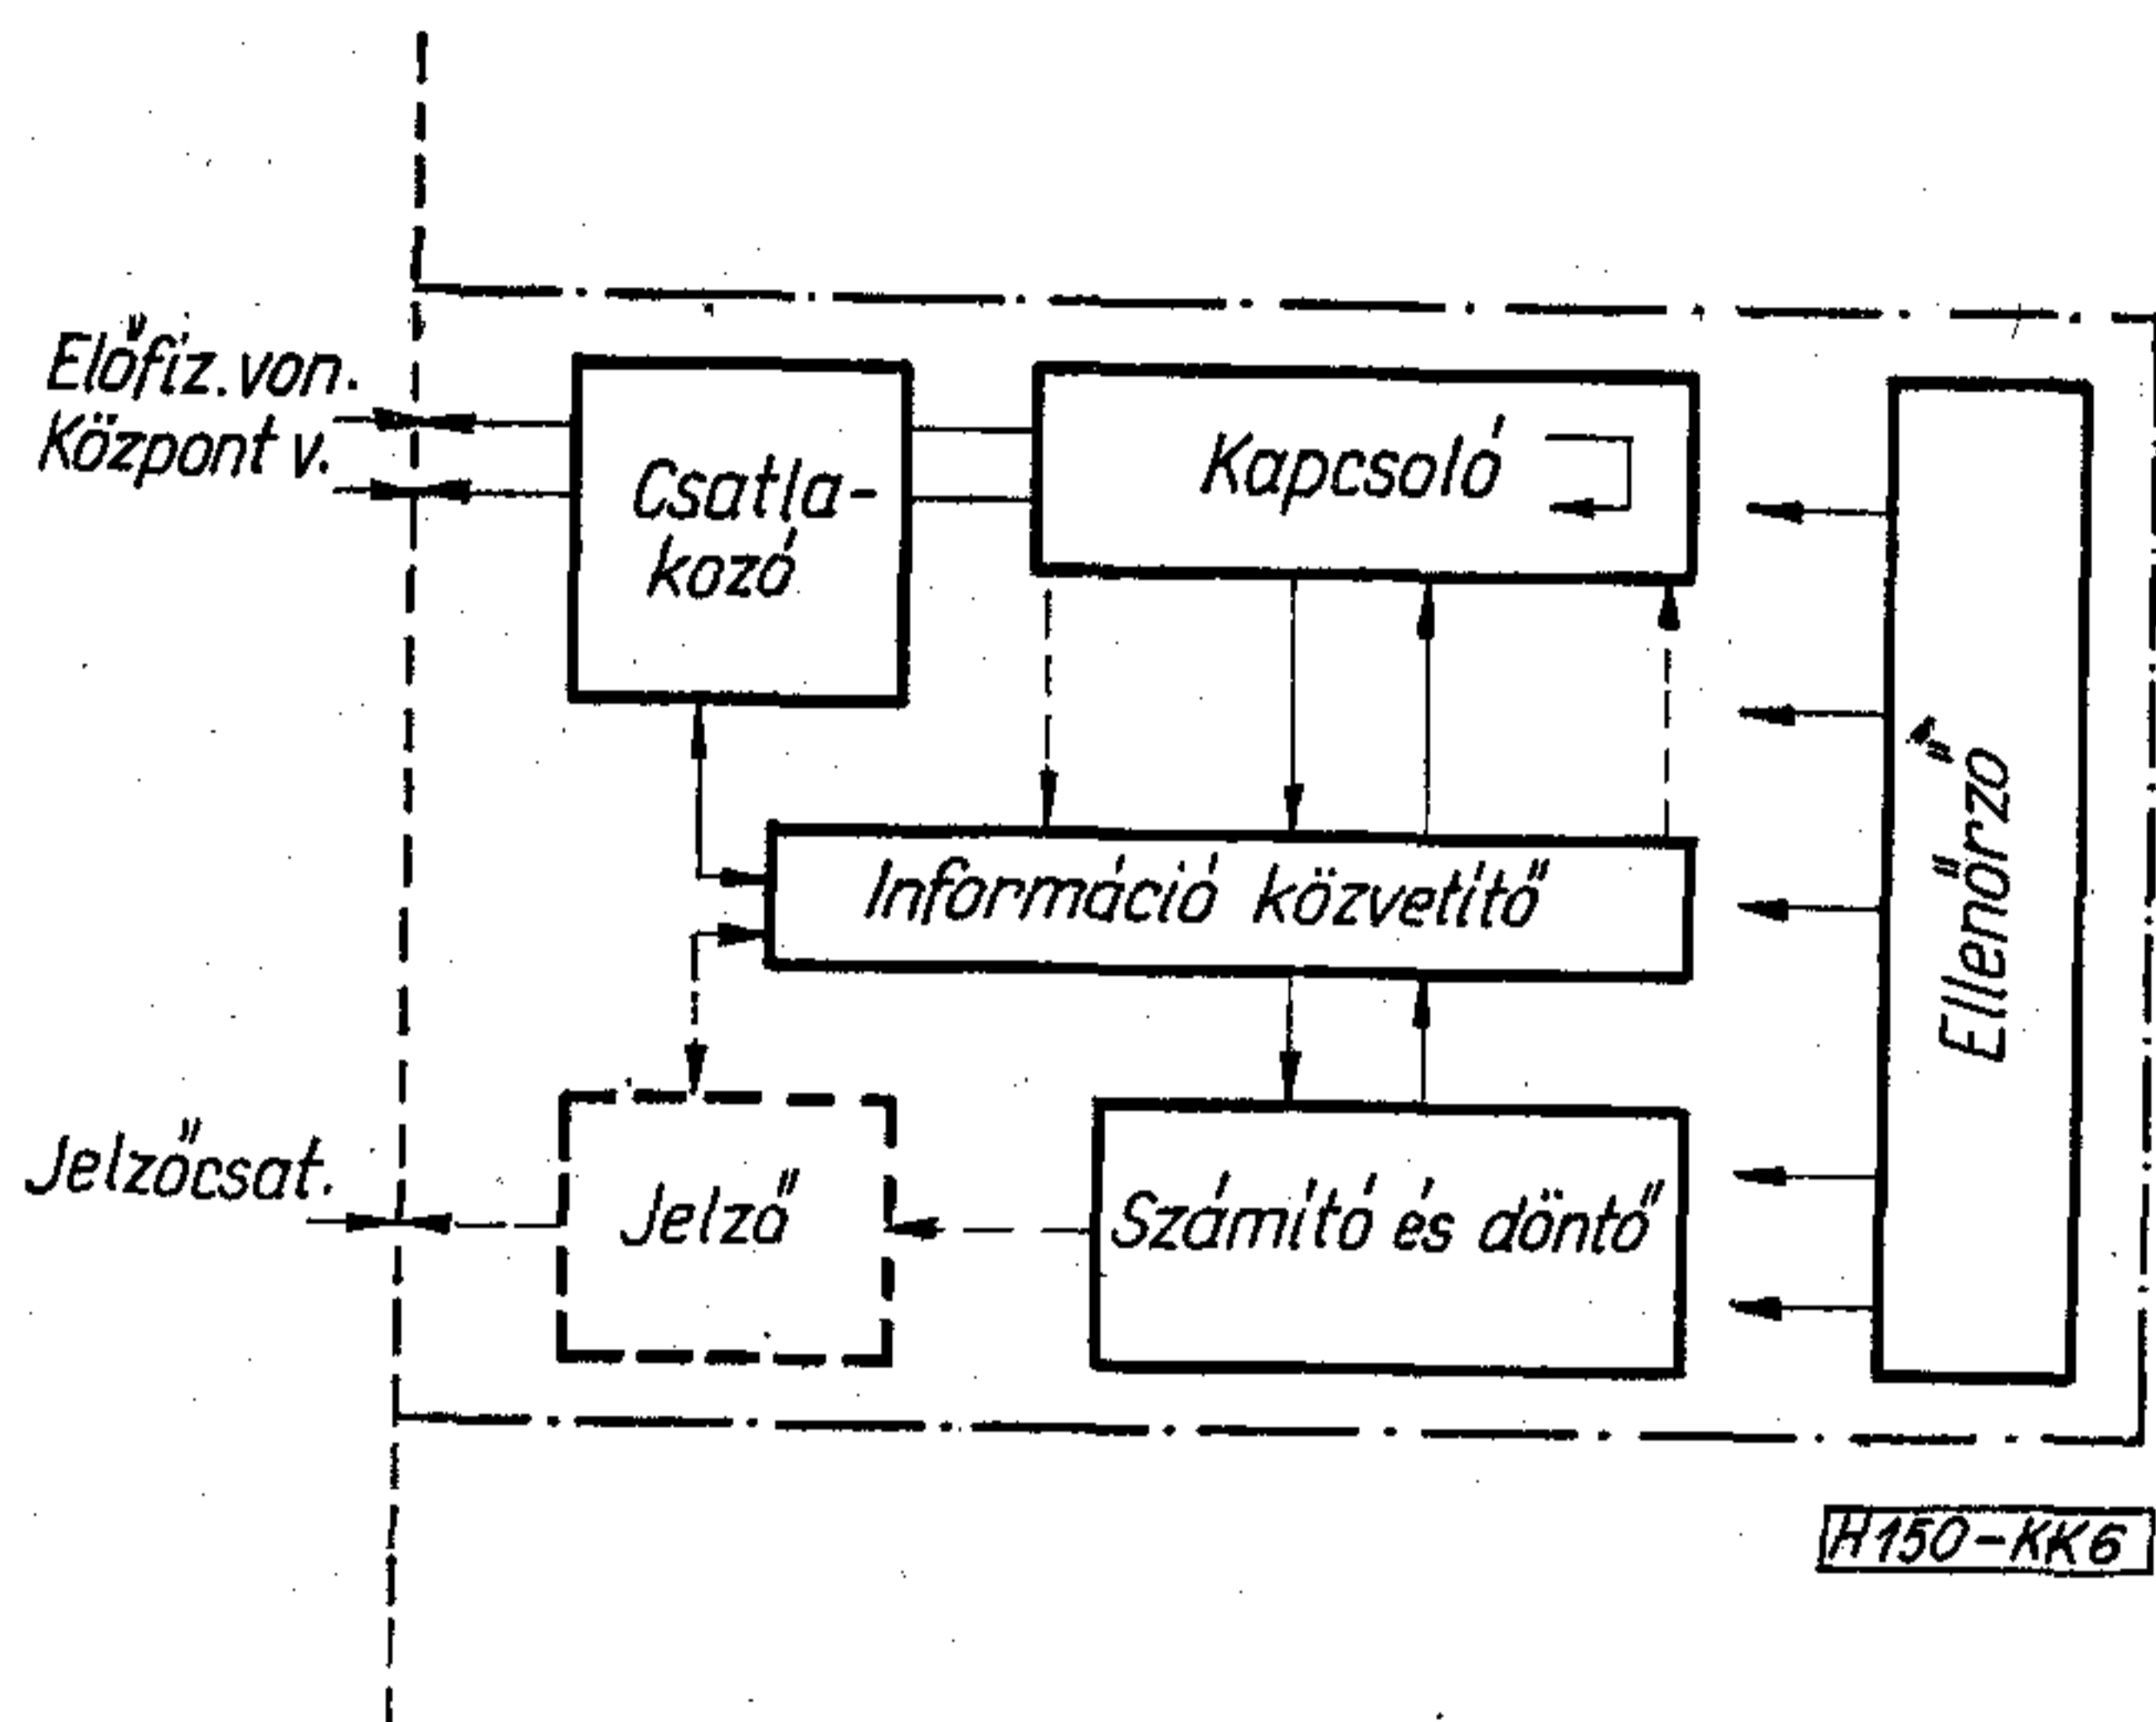 Előfiz. von.
Központ v.
Csatla-
kozó
Kapcsoló
Információ közvetítő
Ellenőrző
Jelzőcsat.
Jelző
Számító és döntő
H150-KK6